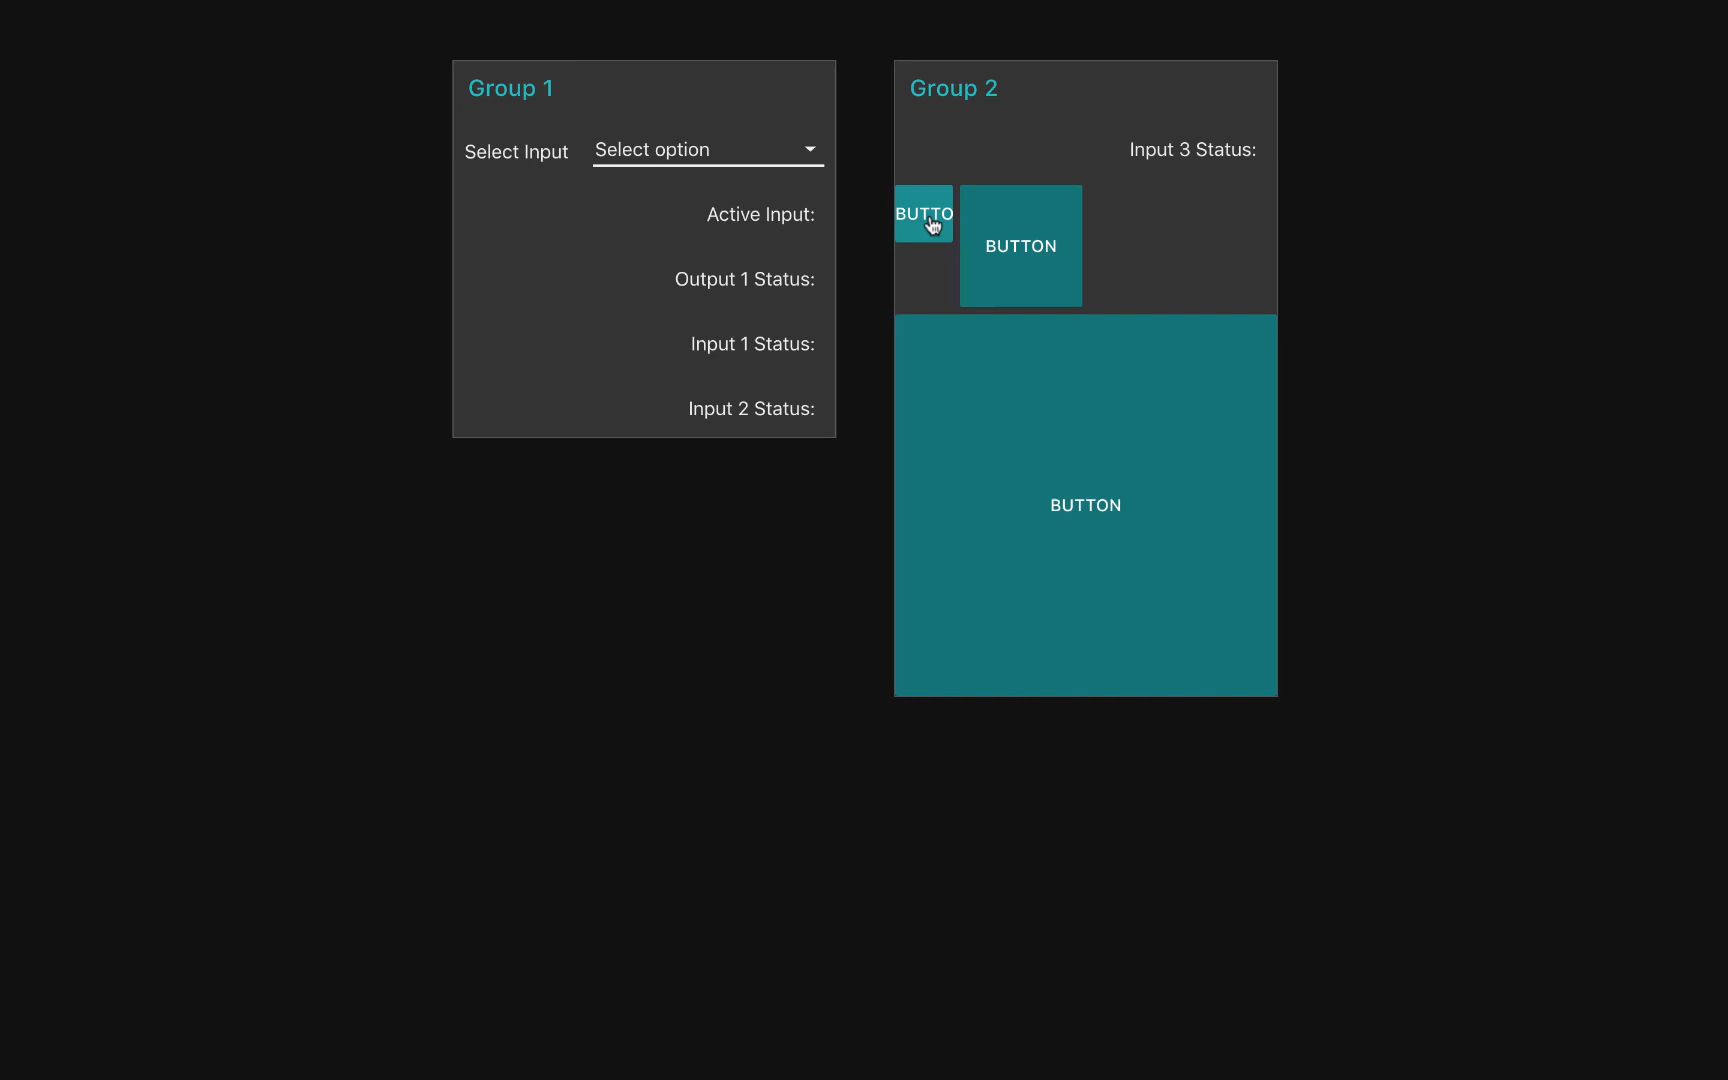 Group 1
Select Input
Select option
Active Input:
Output 1 Status:
Input 1 Status:
Input 2 Status:
Group 2
Input 3 Status:
BUTTO
BUTTON
BUTTON